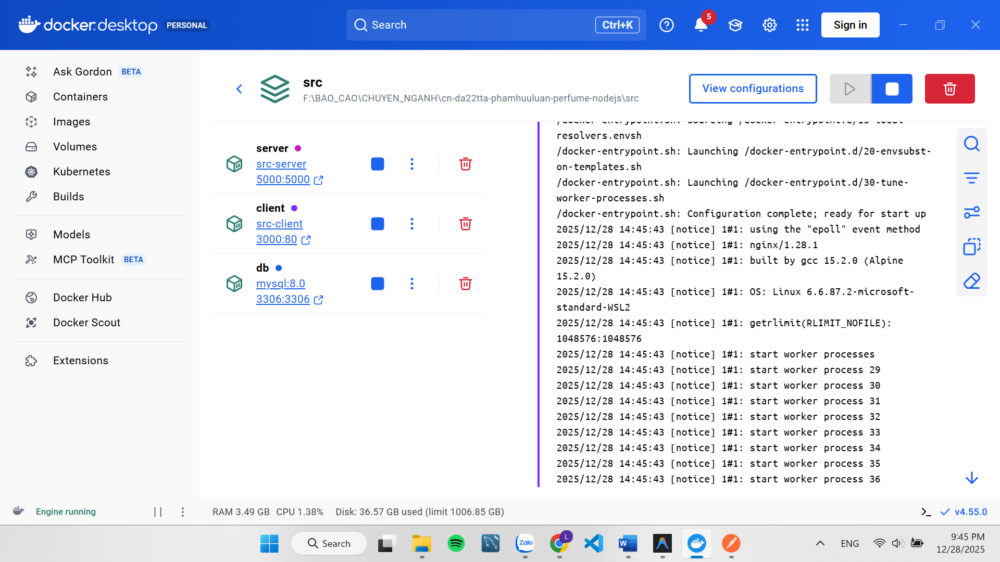 docker desktop PERSONAL
Search
Ctrl+K
5
Sign in
Ask Gordon BETA
Containers
Images
Volumes
Kubernetes
Builds
Models
MCP Toolkit BETA
Docker Hub
Docker Scout
Extensions
src
F:\BAO_CAO\CHUYEN_NGANH\cn-da22tta-phamhuuluan-perfume-nodejs\src
View configurations
server
src-server
5000:5000
client
src-client
3000:80
db
mysql:8.0
3306:3306
/docker-entrypoint.sh: Sourcing /docker-entrypoint.d/15-local-
resolvers.envsh
/docker-entrypoint.sh: Launching /docker-entrypoint.d/20-envsubst-
on-templates.sh
/docker-entrypoint.sh: Launching /docker-entrypoint.d/30-tune-
worker-processes.sh
/docker-entrypoint.sh: Configuration complete; ready for start up
2025/12/28 14:45:43 [notice] 1#1: using the "epoll" event method
2025/12/28 14:45:43 [notice] 1#1: nginx/1.28.1
2025/12/28 14:45:43 [notice] 1#1: built by gcc 15.2.0 (Alpine
15.2.0)
2025/12/28 14:45:43 [notice] 1#1: OS: Linux 6.6.87.2-microsoft-
standard-WSL2
2025/12/28 14:45:43 [notice] 1#1: getrlimit(RLIMIT_NOFILE):
1048576:1048576
2025/12/28 14:45:43 [notice] 1#1: start worker processes
2025/12/28 14:45:43 [notice] 1#1: start worker process 29
2025/12/28 14:45:43 [notice] 1#1: start worker process 30
2025/12/28 14:45:43 [notice] 1#1: start worker process 31
2025/12/28 14:45:43 [notice] 1#1: start worker process 32
2025/12/28 14:45:43 [notice] 1#1: start worker process 33
2025/12/28 14:45:43 [notice] 1#1: start worker process 34
2025/12/28 14:45:43 [notice] 1#1: start worker process 35
2025/12/28 14:45:43 [notice] 1#1: start worker process 36
Engine running
RAM 3.49 GB CPU 1.38% Disk: 36.57 GB used (limit 1006.85 GB)
v4.55.0
Search
Zalo
L
W
ENG
9:45 PM
12/28/2025